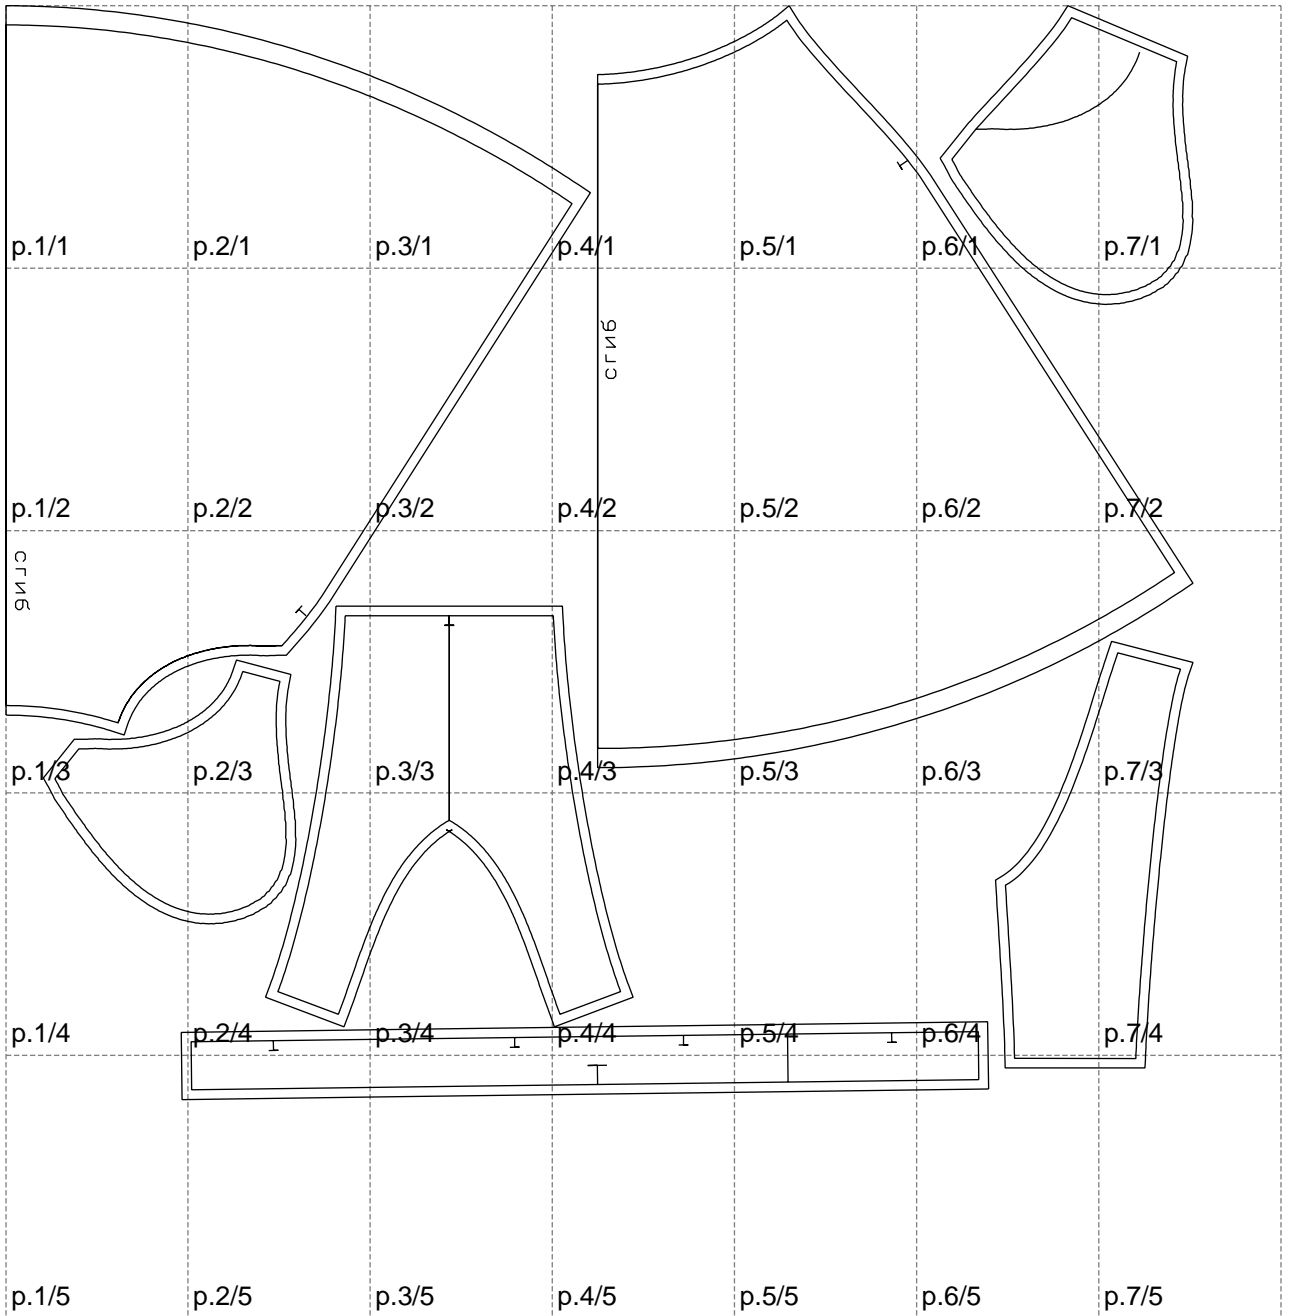 p.1/1 p.2/1 p.3/1 p.4/1 p.5/1 p.6/1 p.7/1
сгиб
p.1/2 p.2/2 p.3/2 p.4/2 p.5/2 p.6/2 p.7/2
сгиб
p.1/3 p.2/3 p.3/3 p.4/3 p.5/3 p.6/3 p.7/3
p.1/4 p.2/4 p.3/4 p.4/4 p.5/4 p.6/4 p.7/4
p.1/5 p.2/5 p.3/5 p.4/5 p.5/5 p.6/5 p.7/5